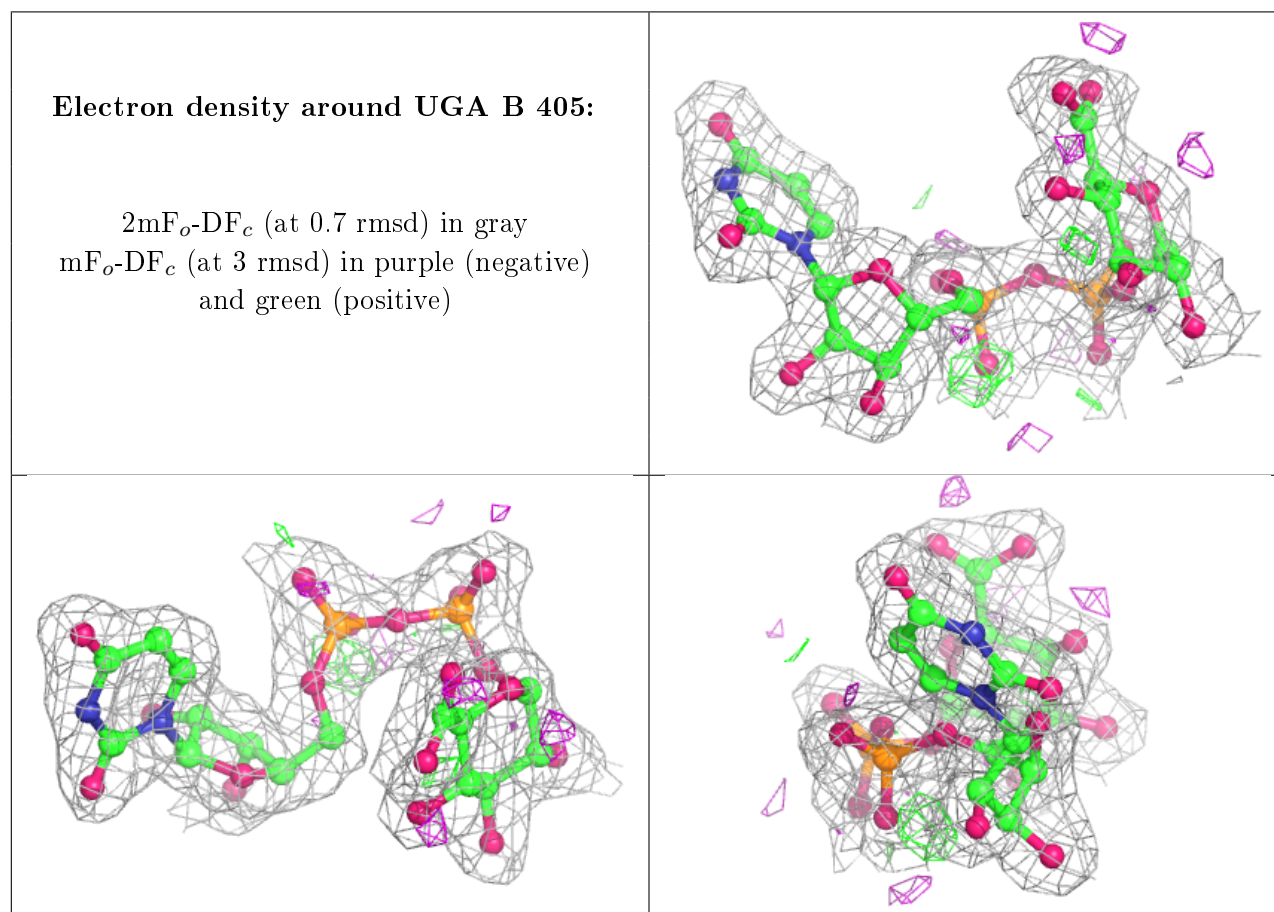 Electron density around UGA B 405:
2mFo-DFc (at 0.7 rmsd) in gray
mFo-DFc (at 3 rmsd) in purple (negative)
and green (positive)